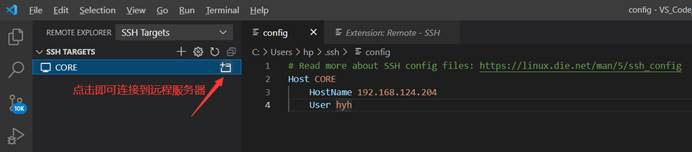 File Edit Selection View Go Run Terminal Help
config - VS_Code
REMOTE EXPLORER SSH Targets
SSH TARGETS
CORE
点击即可连接到远程服务器
10K
config Extension: Remote - SSH
C: > Users > hp > .ssh > config
1 # Read more about SSH config files: https://linux.die.net/man/5/ssh_config
2 Host CORE
3 HostName 192.168.124.204
4 User hyh